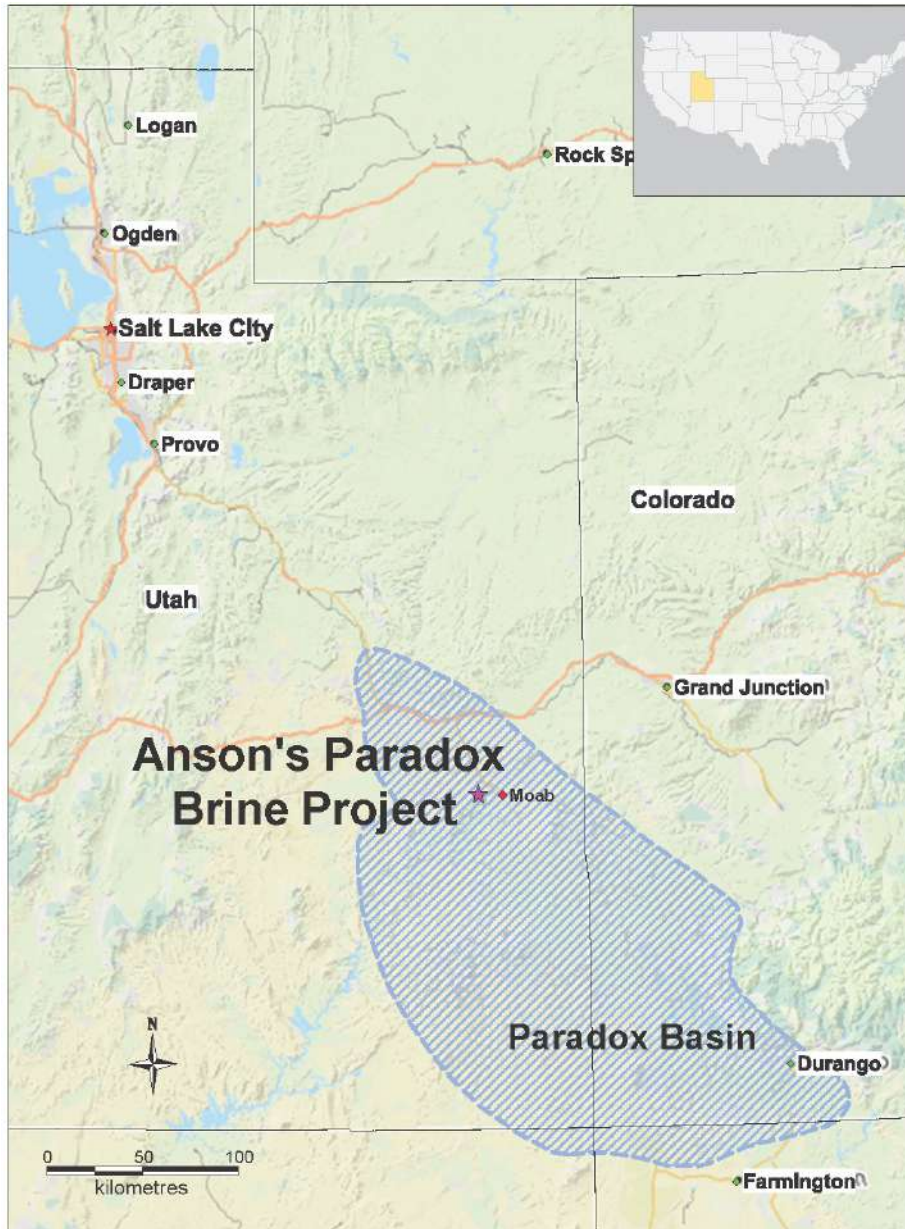 Logan
Rock Sp
Ogden
Salt Lake City
Draper
Provo
Colorado
Utah
Grand Junction
Anson's Paradox
Brine Project
Moab
N
Paradox Basin
Durango
0 50 100
kilometres
Farmington